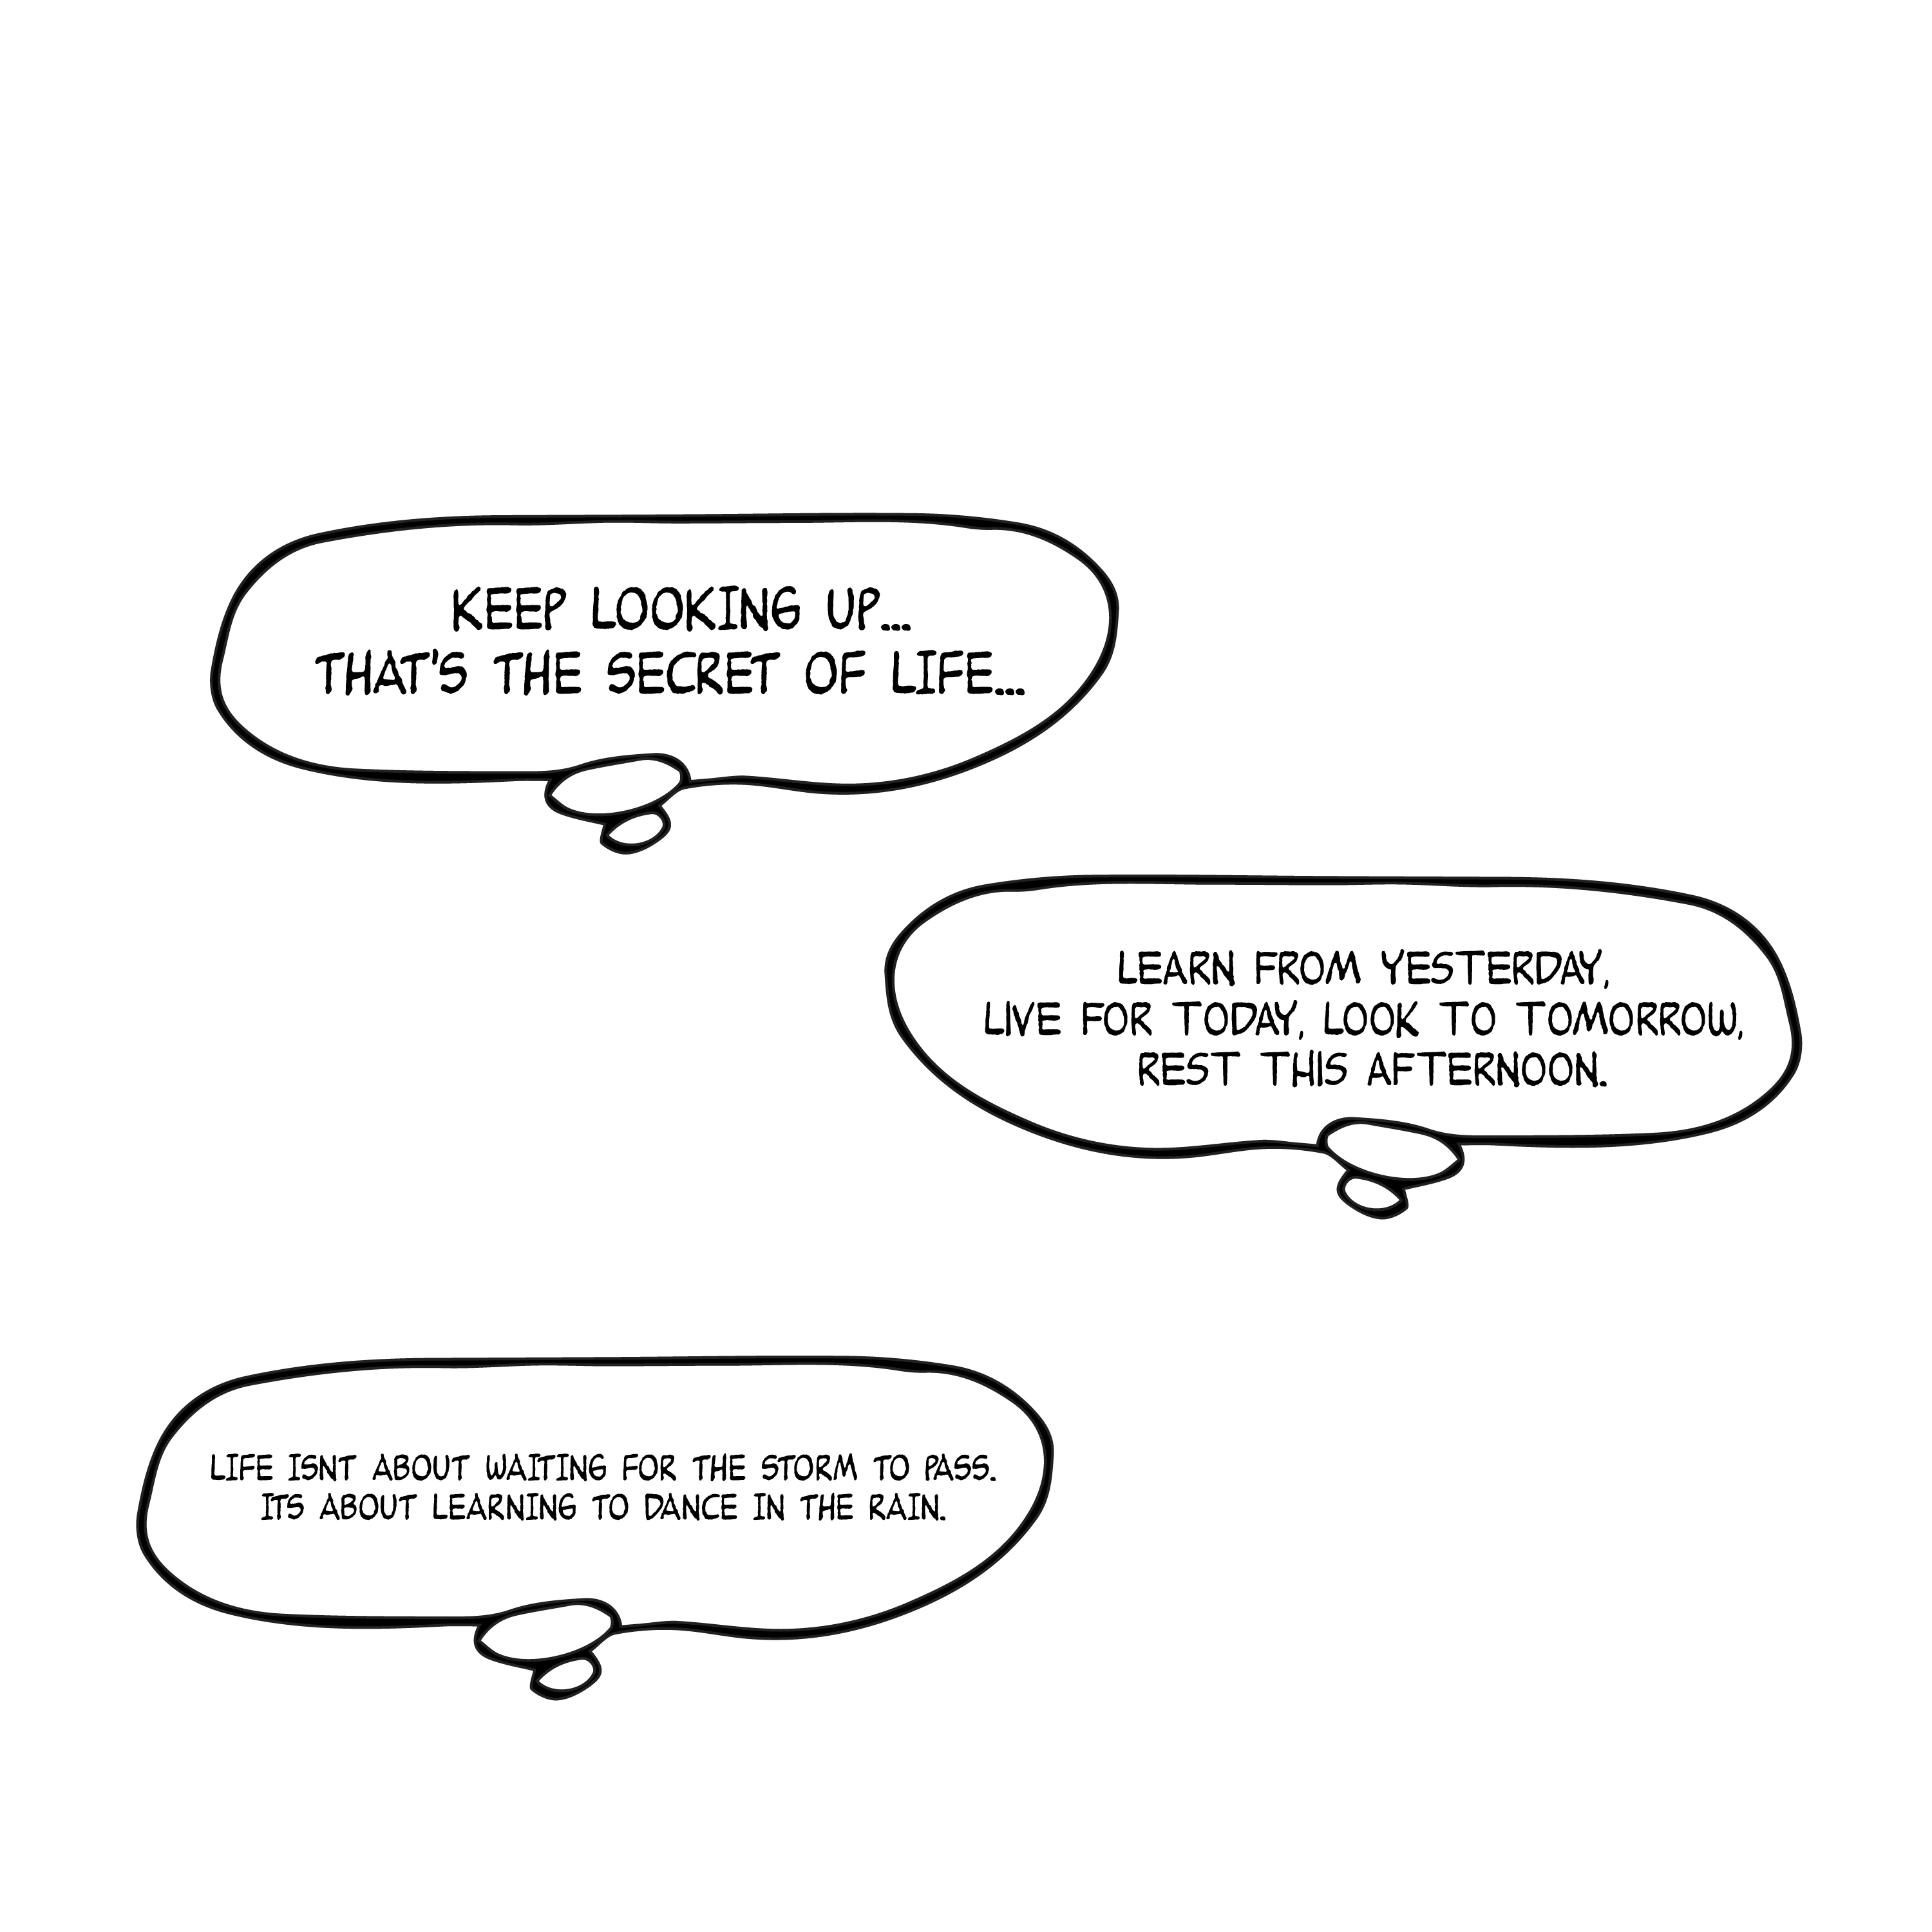 KEEP LOOKING UP...
THAT'S THE SECRET OF LIFE...
LEARN FROM YESTERDAY,
LIVE FOR TODAY, LOOK TO TOMORROW,
REST THIS AFTERNOON.
LIFE ISNT ABOUT WAITING FOR THE STORM TO PASS.
ITS ABOUT LEARNING TO DANCE IN THE RAIN.